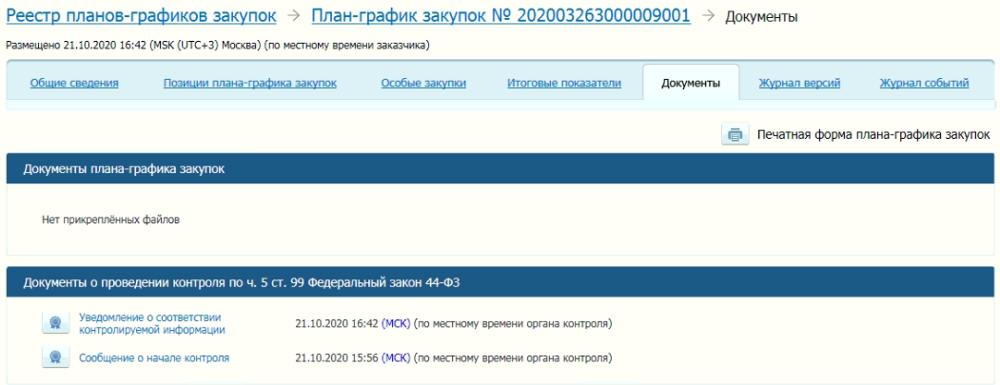 Реестр планов-графиков закупок → План-график закупок № 202003263000009001 → Документы
Размещено 21.10.2020 16:42 (MSK (UTC+3) Москва) (по местному времени заказчика)
Общие сведения Позиции плана-графика закупок Особые закупки Итоговые показатели Документы Журнал версий Журнал событий
Печатная форма плана-графика закупок
Документы плана-графика закупок
Нет прикреплённых файлов
Документы о проведении контроля по ч. 5 ст. 99 Федеральный закон 44-ФЗ
Уведомление о соответствии
контролируемой информации
21.10.2020 16:42 (МСК) (по местному времени органа контроля)
Сообщение о начале контроля 21.10.2020 15:56 (МСК) (по местному времени органа контроля)